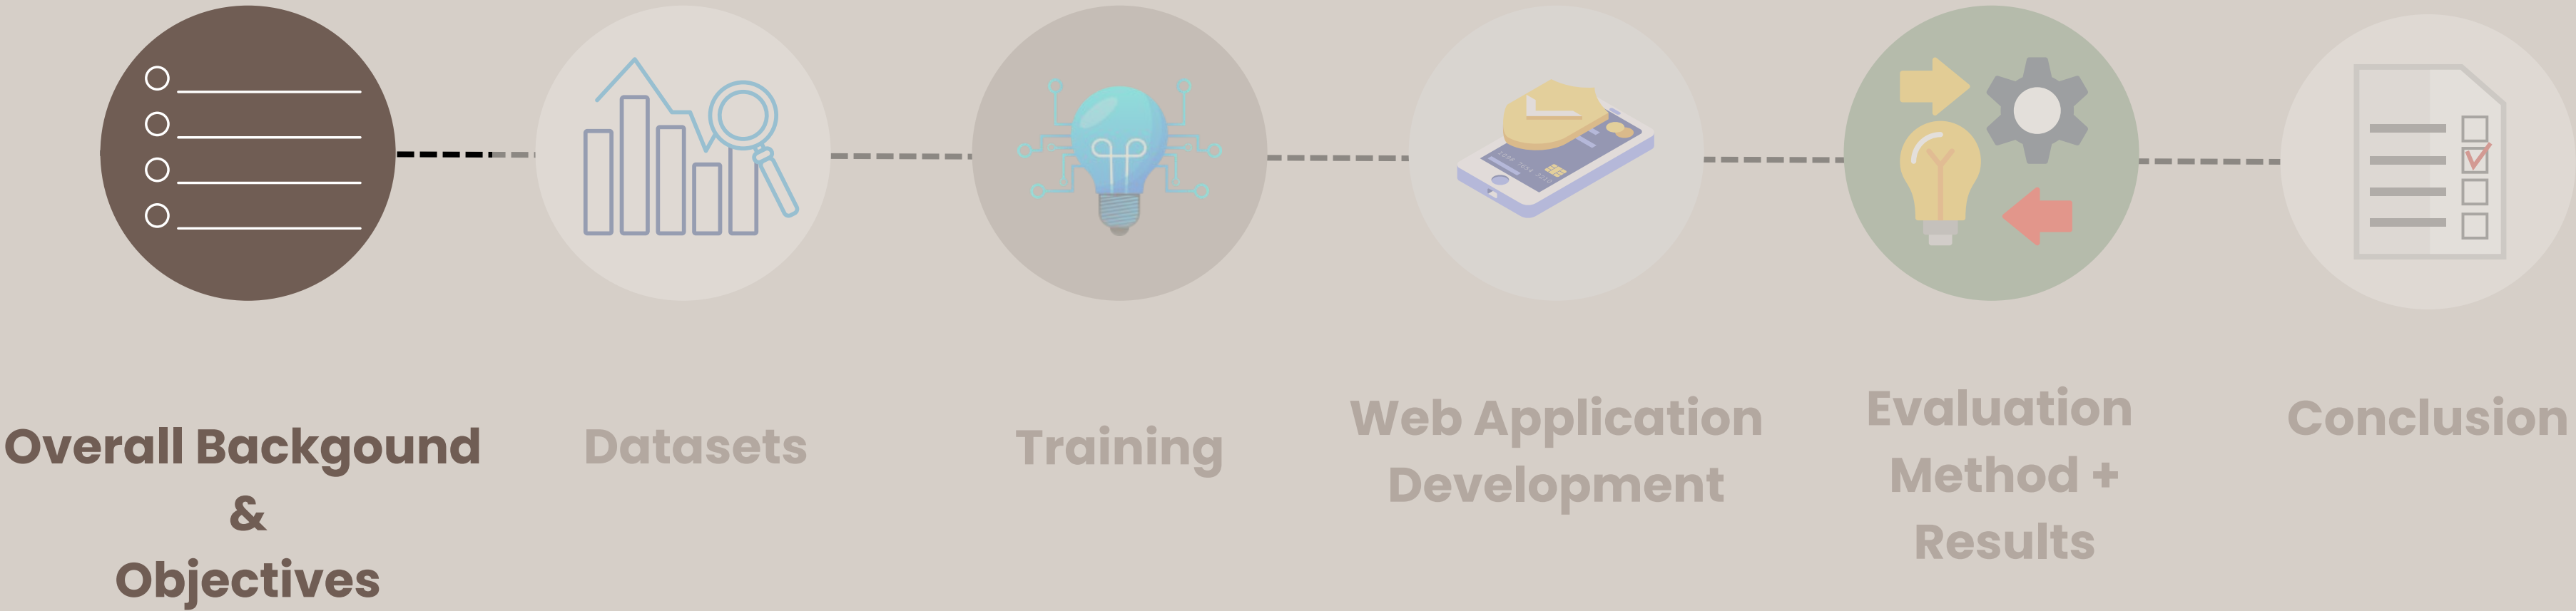 Overall Backgound
&
Objectives
Datasets
Training
Web Application
Development
Evaluation
Method +
Results
Conclusion